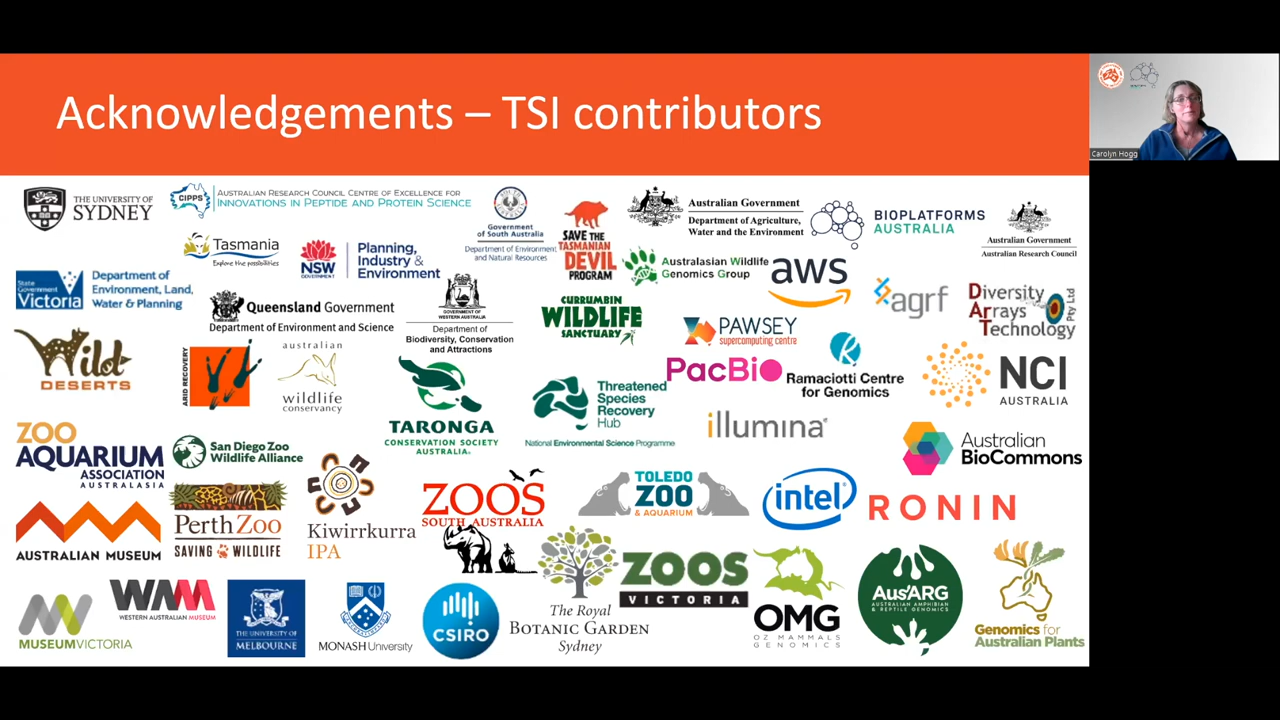 Acknowledgements – TSI contributors
Carolyn Hogg
THE UNIVERSITY OF
SYDNEY
CIPPS
AUSTRALIAN RESEARCH COUNCIL CENTRE OF EXCELLENCE FOR
INNOVATIONS IN PEPTIDE AND PROTEIN SCIENCE
Government
of South Australia
Department of Environment
and Natural Resources
SAVE THE
TASMANIAN
DEVIL
PROGRAM
Australian Government
Department of Agriculture,
Water and the Environment
BIOPLATFORMS
AUSTRALIA
Australian Government
Australian Research Council
Tasmania
Explore the possibilities
NSW
GOVERNMENT
Planning,
Industry &
Environment
Australasian Wildlife
Genomics Group
aws
State
Government
Victoria
Department of
Environment, Land,
Water & Planning
Queensland Government
Department of Environment and Science
GOVERNMENT OF
WESTERN AUSTRALIA
Department of
Biodiversity, Conservation
and Attractions
CURRUMBIN
WILDLIFE
SANCTUARY
agrf
Diversity
Arrays
Technology
Pty Ltd
PAWSEY
supercomputing centre
Wild
DESERTS
ARID RECOVERY
australian
wildlife
conservancy
TARONGA
CONSERVATION SOCIETY
AUSTRALIA
Threatened
Species
Recovery
Hub
National Environmental Science Programme
PacBio
Ramaciotti Centre
for Genomics
NCI
AUSTRALIA
illumina
ZOO
AQUARIUM
ASSOCIATION
AUSTRALASIA
San Diego Zoo
Wildlife Alliance
Australian
BioCommons
Perth Zoo
SAVING WILDLIFE
Kiwirrkurra
IPA
ZOOS
SOUTH AUSTRALIA
TOLEDO
ZOO
& AQUARIUM
intel
RONIN
AUSTRALIAN MUSEUM
WAM
WESTERN AUSTRALIAN MUSEUM
MUSEUM VICTORIA
THE UNIVERSITY OF
MELBOURNE
MONASH University
CSIRO
The Royal
BOTANIC GARDEN
Sydney
ZOOS
VICTORIA
OMG
OZ MAMMALS
GENOMICS
AusARG
AUSTRALIAN AMPHIBIAN
& REPTILE GENOMICS
Genomics for
Australian Plants